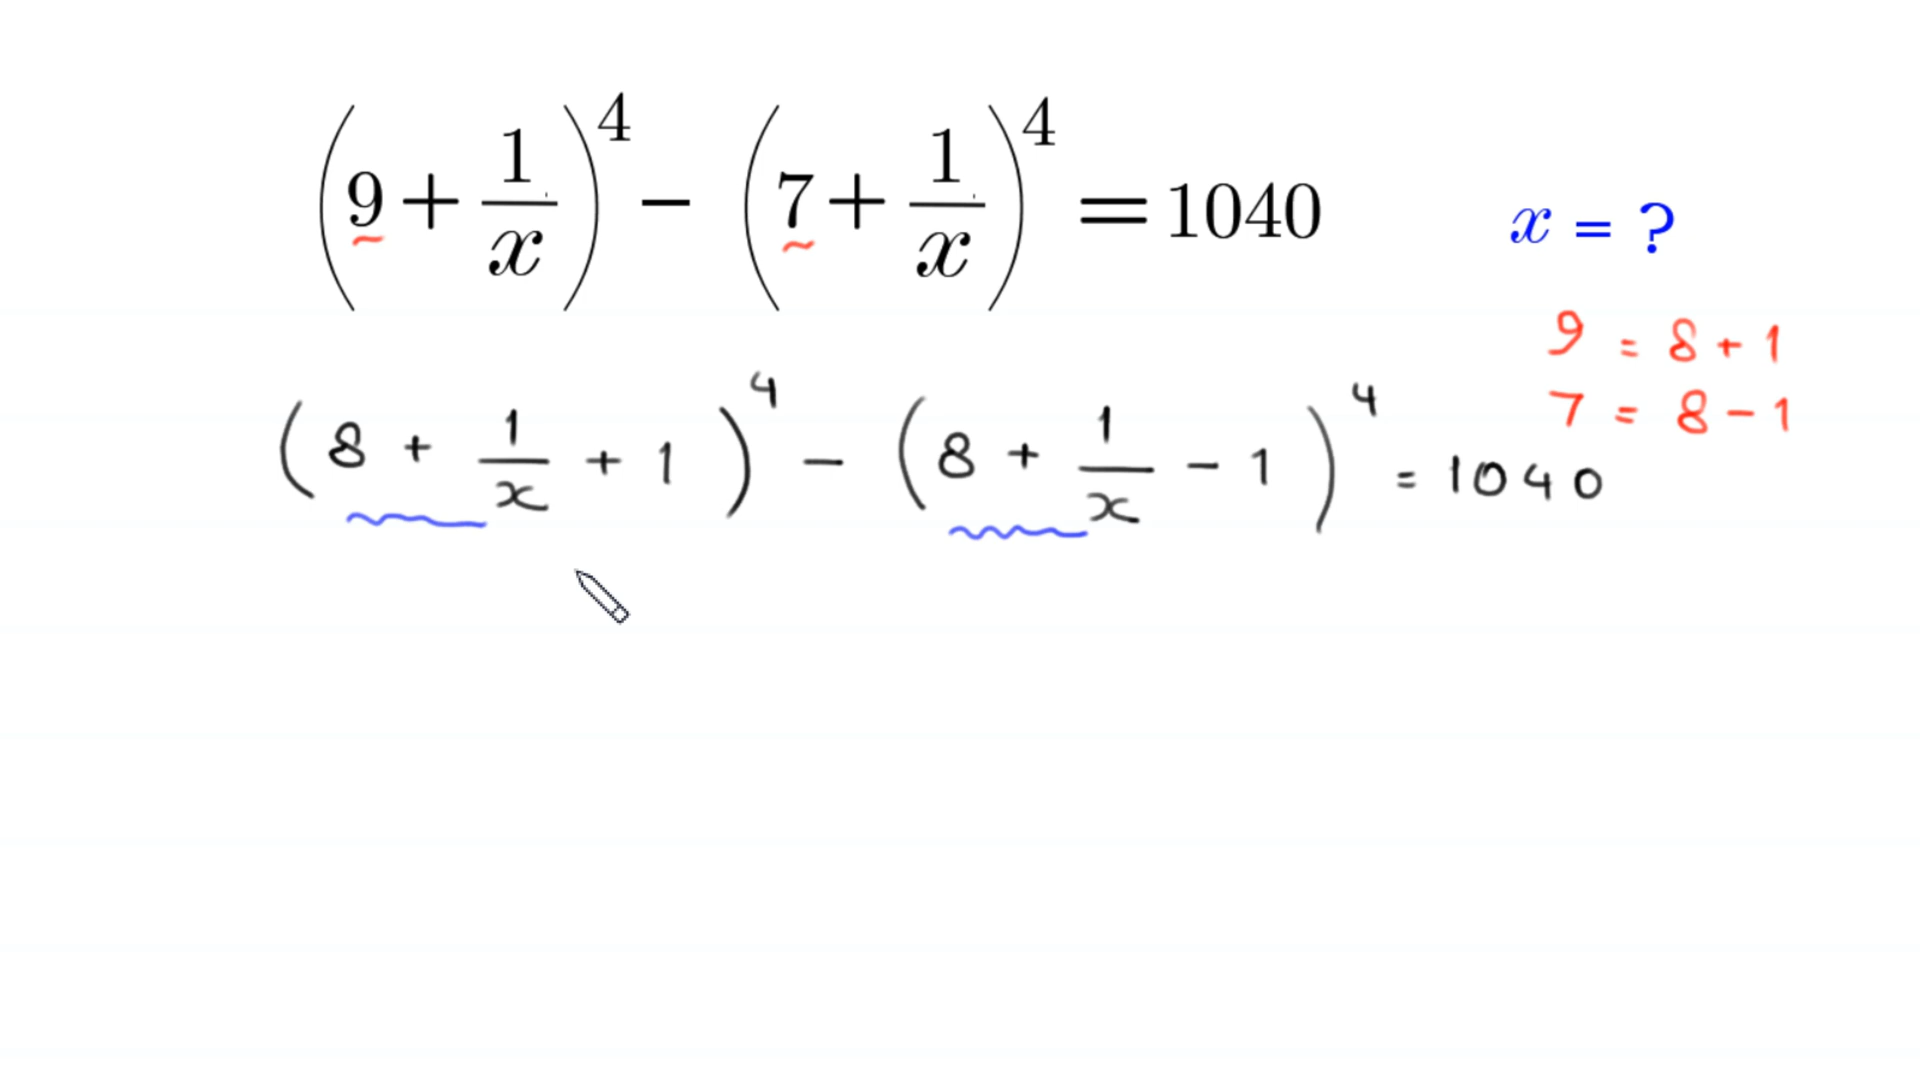 (9 + 1/x)^4 − (7 + 1/x)^4 = 1040
x = ?
9 = 8 + 1
7 = 8 − 1
(8 + 1/x + 1)^4 − (8 + 1/x − 1)^4 = 1040